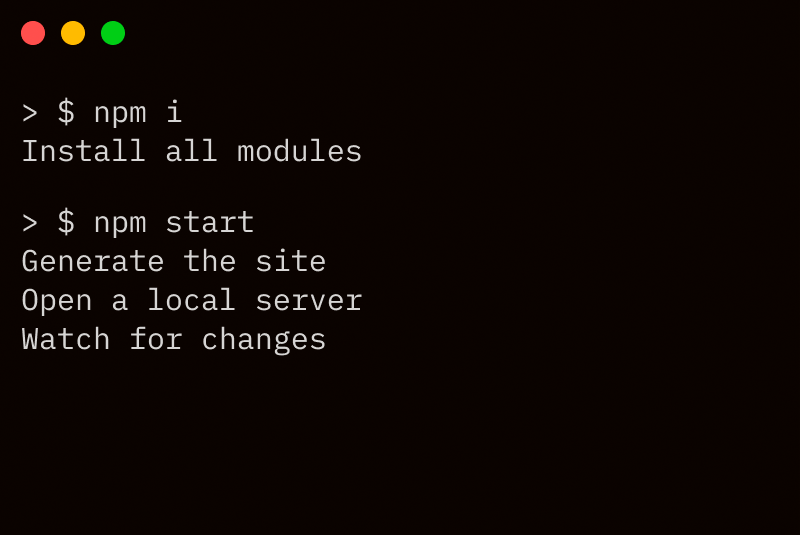 > $ npm i
Install all modules
> $ npm start
Generate the site
Open a local server
Watch for changes